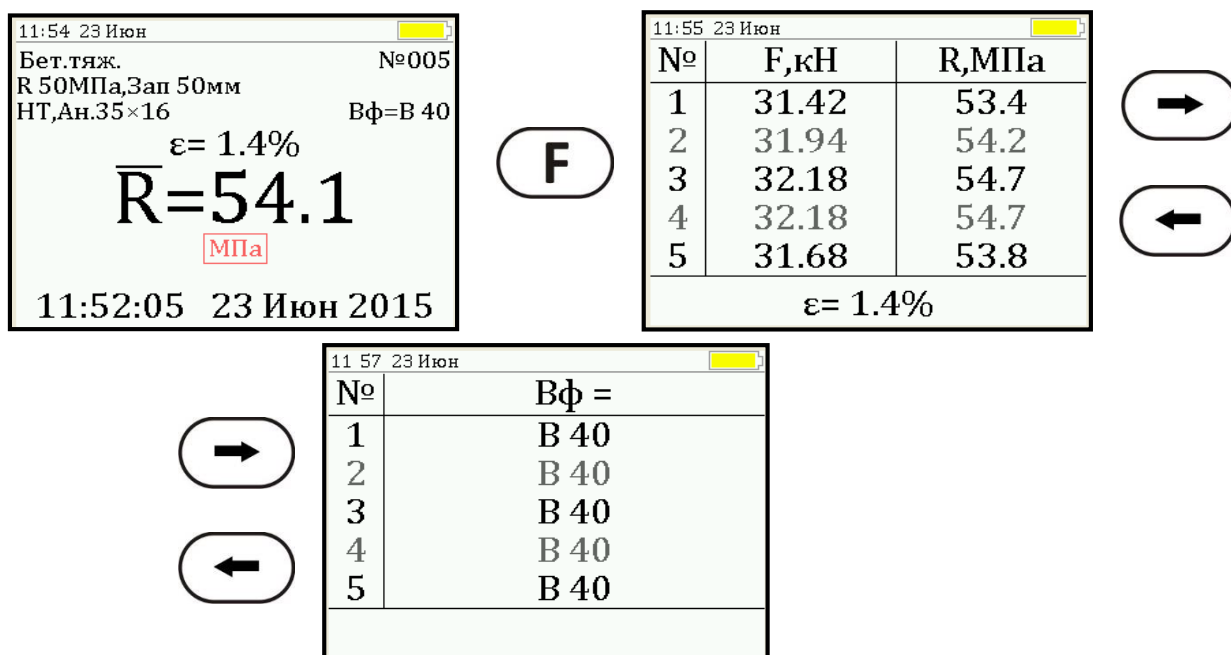 11:54 23 Июн
Бет.тяж. №005
R 50МПа,Зап 50мм
НТ,Ан.35×16 Вф=В 40
ε= 1.4%
R=54.1
МПа
11:52:05 23 Июн 2015
F
11:55 23 Июн
№ F,кН R,МПа
1 31.42 53.4
2 31.94 54.2
3 32.18 54.7
4 32.18 54.7
5 31.68 53.8
ε= 1.4%
11 57 23 Июн
№ Вф =
1 В 40
2 В 40
3 В 40
4 В 40
5 В 40